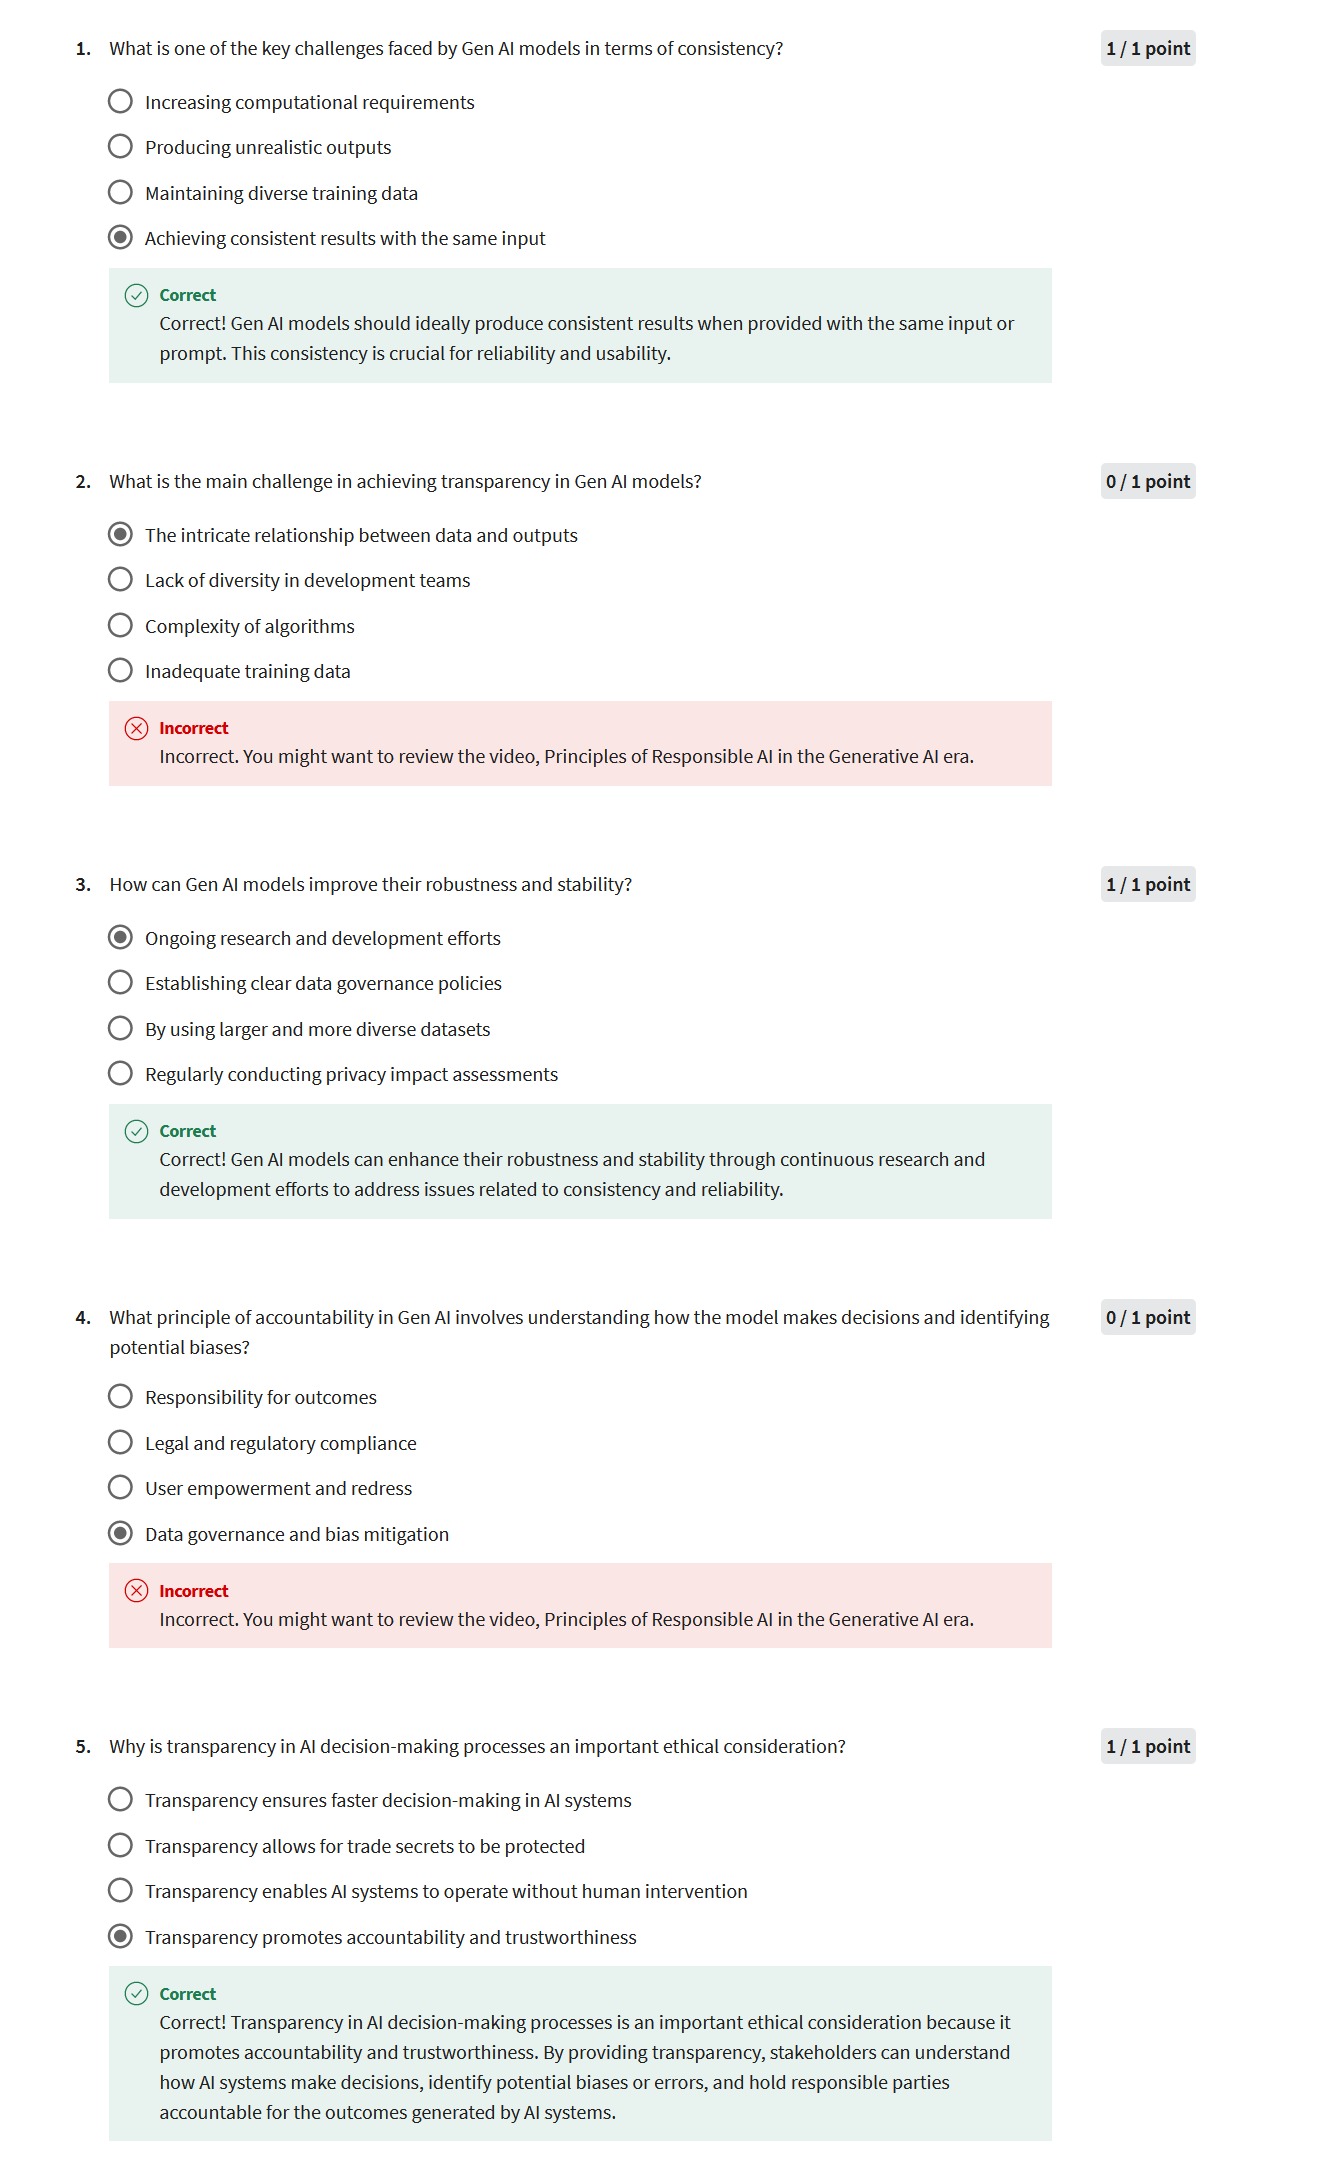 1. What is one of the key challenges faced by Gen AI models in terms of consistency?
1 / 1 point
Increasing computational requirements
Producing unrealistic outputs
Maintaining diverse training data
Achieving consistent results with the same input
Correct
Correct! Gen AI models should ideally produce consistent results when provided with the same input or
prompt. This consistency is crucial for reliability and usability.
2. What is the main challenge in achieving transparency in Gen AI models?
0 / 1 point
The intricate relationship between data and outputs
Lack of diversity in development teams
Complexity of algorithms
Inadequate training data
Incorrect
Incorrect. You might want to review the video, Principles of Responsible AI in the Generative AI era.
3. How can Gen AI models improve their robustness and stability?
1 / 1 point
Ongoing research and development efforts
Establishing clear data governance policies
By using larger and more diverse datasets
Regularly conducting privacy impact assessments
Correct
Correct! Gen AI models can enhance their robustness and stability through continuous research and
development efforts to address issues related to consistency and reliability.
4. What principle of accountability in Gen AI involves understanding how the model makes decisions and identifying
potential biases?
0 / 1 point
Responsibility for outcomes
Legal and regulatory compliance
User empowerment and redress
Data governance and bias mitigation
Incorrect
Incorrect. You might want to review the video, Principles of Responsible AI in the Generative AI era.
5. Why is transparency in AI decision-making processes an important ethical consideration?
1 / 1 point
Transparency ensures faster decision-making in AI systems
Transparency allows for trade secrets to be protected
Transparency enables AI systems to operate without human intervention
Transparency promotes accountability and trustworthiness
Correct
Correct! Transparency in AI decision-making processes is an important ethical consideration because it
promotes accountability and trustworthiness. By providing transparency, stakeholders can understand
how AI systems make decisions, identify potential biases or errors, and hold responsible parties
accountable for the outcomes generated by AI systems.